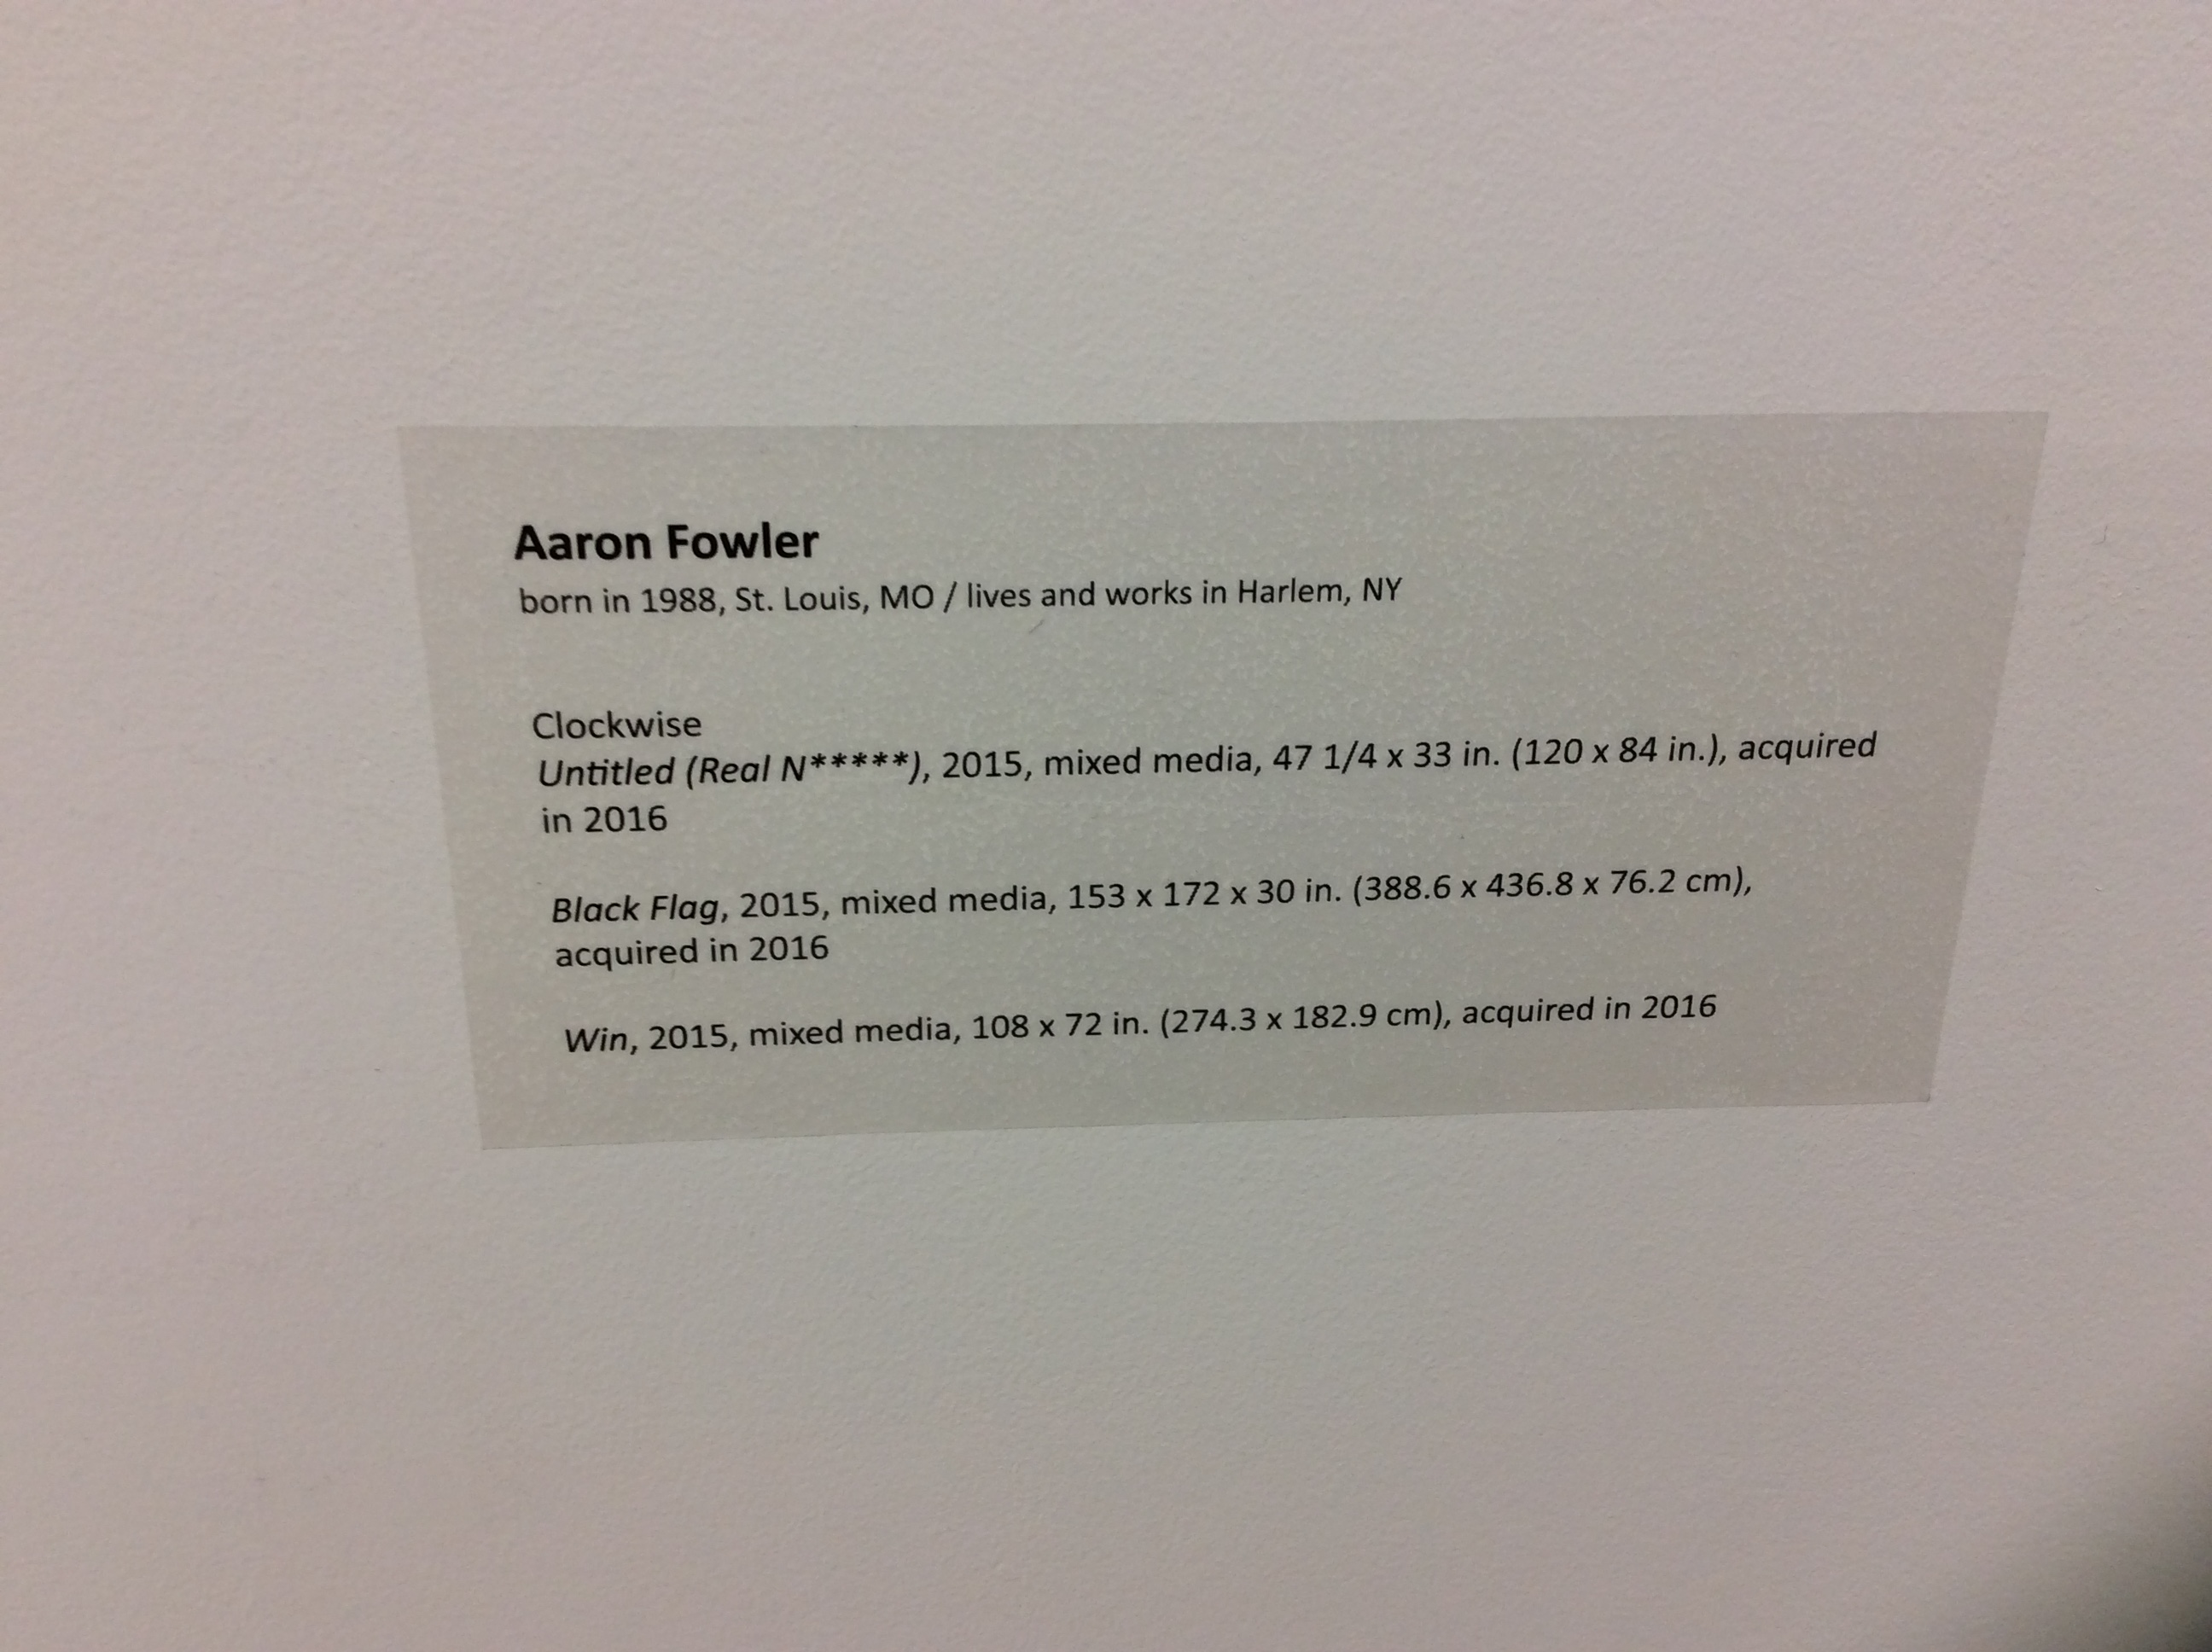 Aaron Fowler
born in 1988, St. Louis, MO / lives and works in Harlem, NY
Clockwise
Untitled (Real N*****), 2015, mixed media, 47 1/4 x 33 in. (120 x 84 in.), acquired
in 2016
Black Flag, 2015, mixed media, 153 x 172 x 30 in. (388.6 x 436.8 x 76.2 cm),
acquired in 2016
Win, 2015, mixed media, 108 x 72 in. (274.3 x 182.9 cm), acquired in 2016